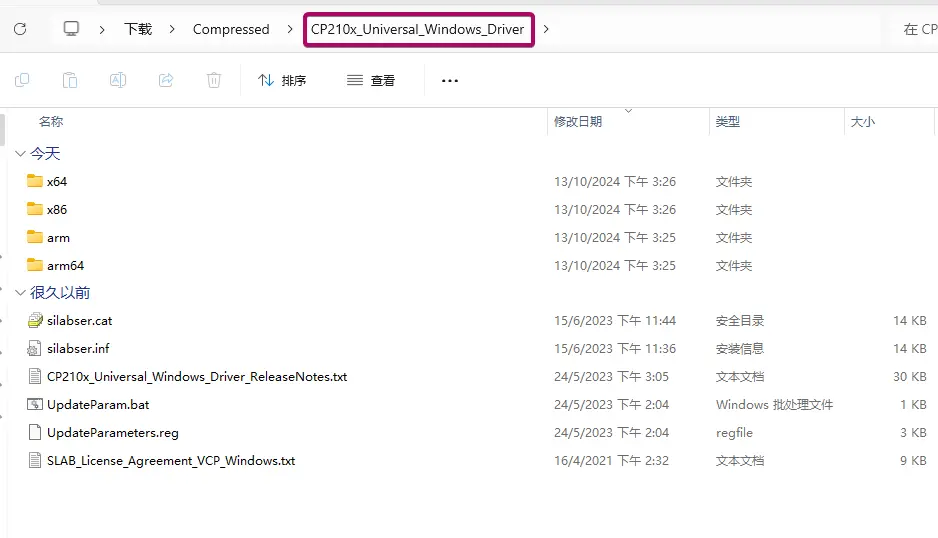 下载 Compressed CP210x_Universal_Windows_Driver 在 CP
排序 查看
名称 修改日期 类型 大小
今天
x64 13/10/2024 下午 3:26 文件夹
x86 13/10/2024 下午 3:26 文件夹
arm 13/10/2024 下午 3:25 文件夹
arm64 13/10/2024 下午 3:25 文件夹
很久以前
silabser.cat 15/6/2023 下午 11:44 安全目录 14 KB
silabser.inf 15/6/2023 下午 11:36 安装信息 14 KB
CP210x_Universal_Windows_Driver_ReleaseNotes.txt 24/5/2023 下午 3:05 文本文档 30 KB
UpdateParam.bat 24/5/2023 下午 2:04 Windows 批处理文件 1 KB
UpdateParameters.reg 24/5/2023 下午 2:04 regfile 3 KB
SLAB_License_Agreement_VCP_Windows.txt 16/4/2021 下午 2:32 文本文档 9 KB